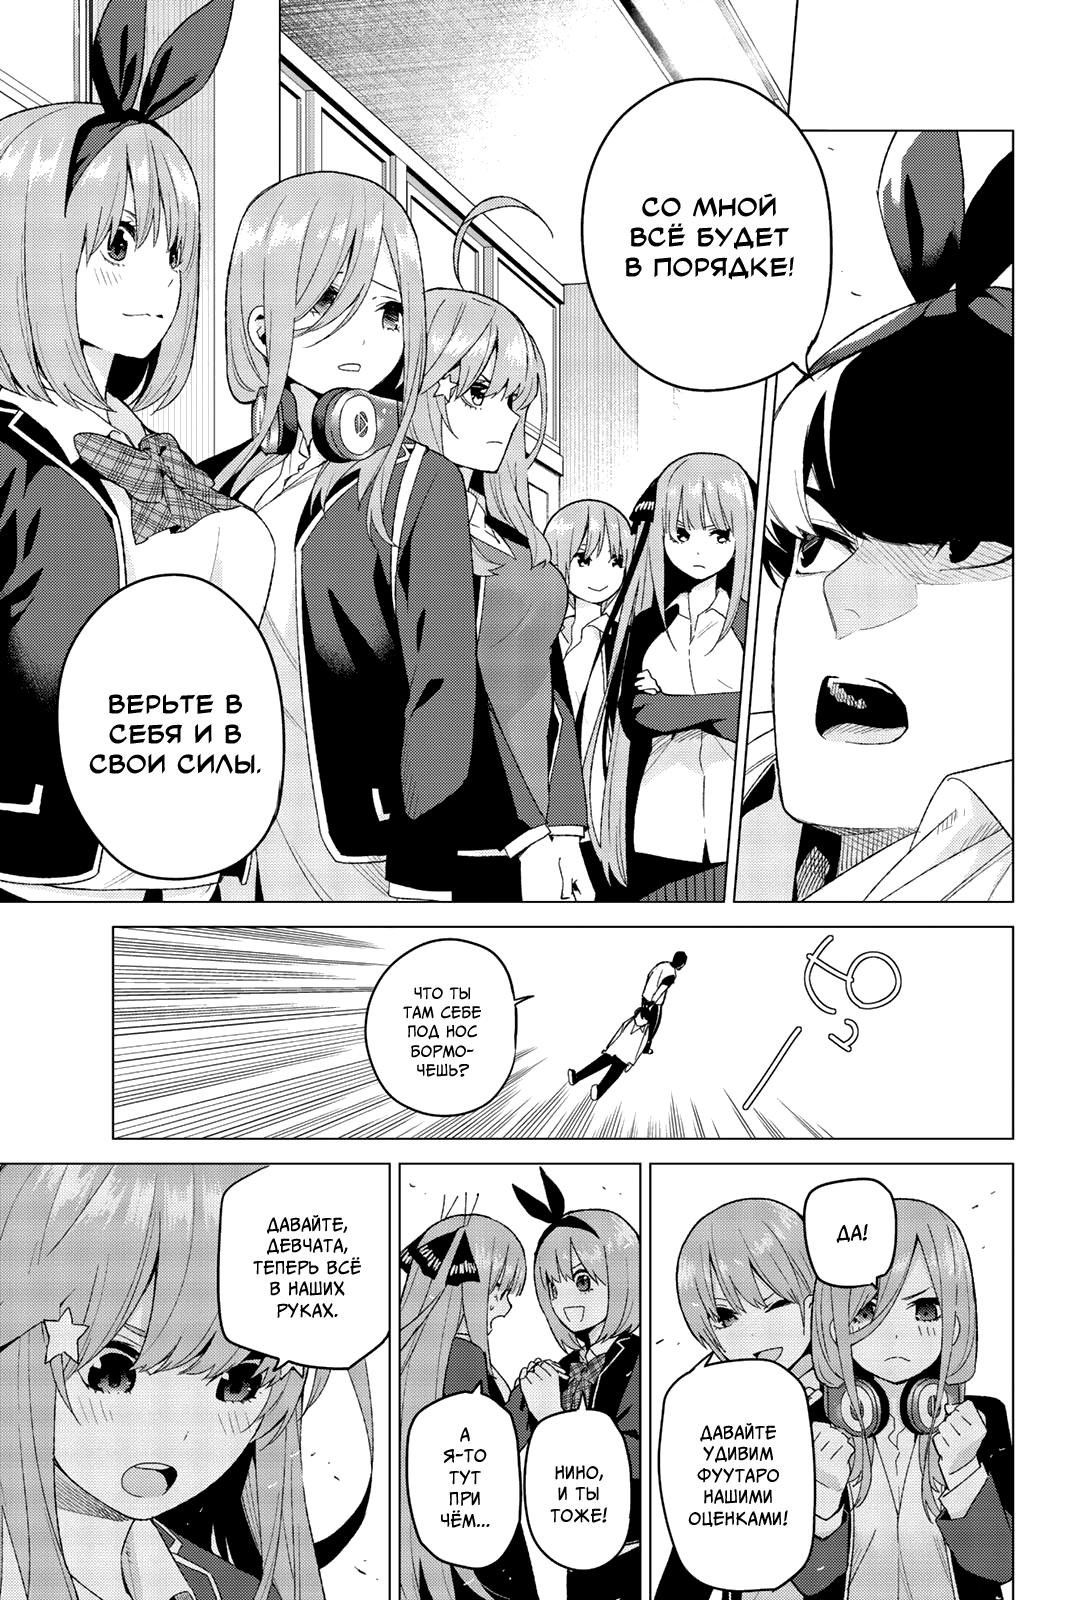 СО МНОЙ
ВСЁ БУДЕТ
В ПОРЯДКЕ!
ВЕРЬТЕ В
СЕБЯ И В
СВОИ СИЛЫ.
ЧТО ТЫ
ТАМ СЕБЕ
ПОД НОС
БОРМО-
ЧЕШЬ?
ДА!
ДАВАЙТЕ
УДИВИМ
ФУУТАРО
НАШИМИ
ОЦЕНКАМИ!
НИНО,
И ТЫ
ТОЖЕ!
А
Я-ТО
ТУТ
ПРИ
ЧЁМ...
ДАВАЙТЕ,
ДЕВЧАТА,
ТЕПЕРЬ ВСЁ
В НАШИХ
РУКАХ.